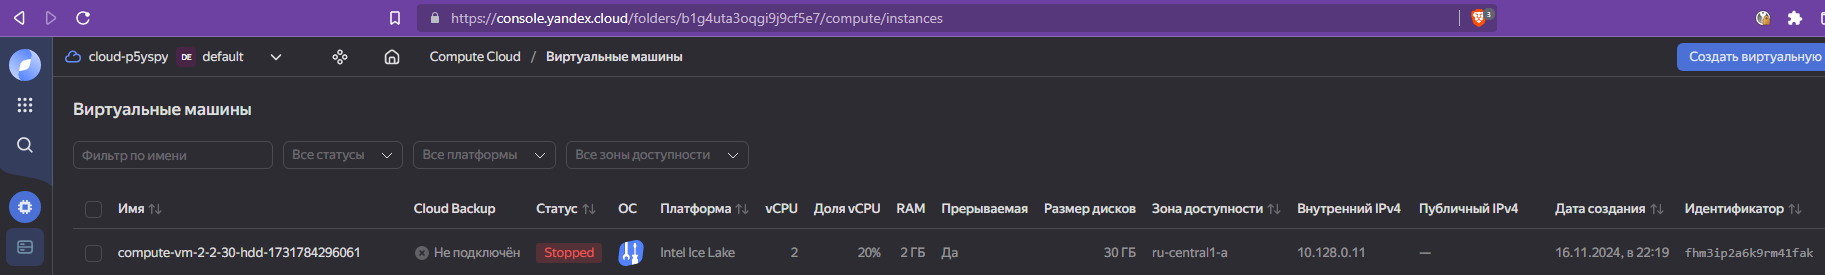 https://console.yandex.cloud/folders/b1g4uta3oqgi9j9cf5e7/compute/instances 3
cloud-p5yspy DE default Compute Cloud / Виртуальные машины Создать виртуальную
Виртуальные машины
Фильтр по имени Все статусы Все платформы Все зоны доступности
Имя Cloud Backup Статус ОС Платформа vCPU Доля vCPU RAM Прерываемая Размер дисков Зона доступности Внутренний IPv4 Публичный IPv4 Дата создания Идентификатор
compute-vm-2-2-30-hdd-1731784296061 Не подключён Stopped Intel Ice Lake 2 20% 2 ГБ Да 30 ГБ ru-central1-a 10.128.0.11 — 16.11.2024, в 22:19 fhm3ip2a6k9rm41fak